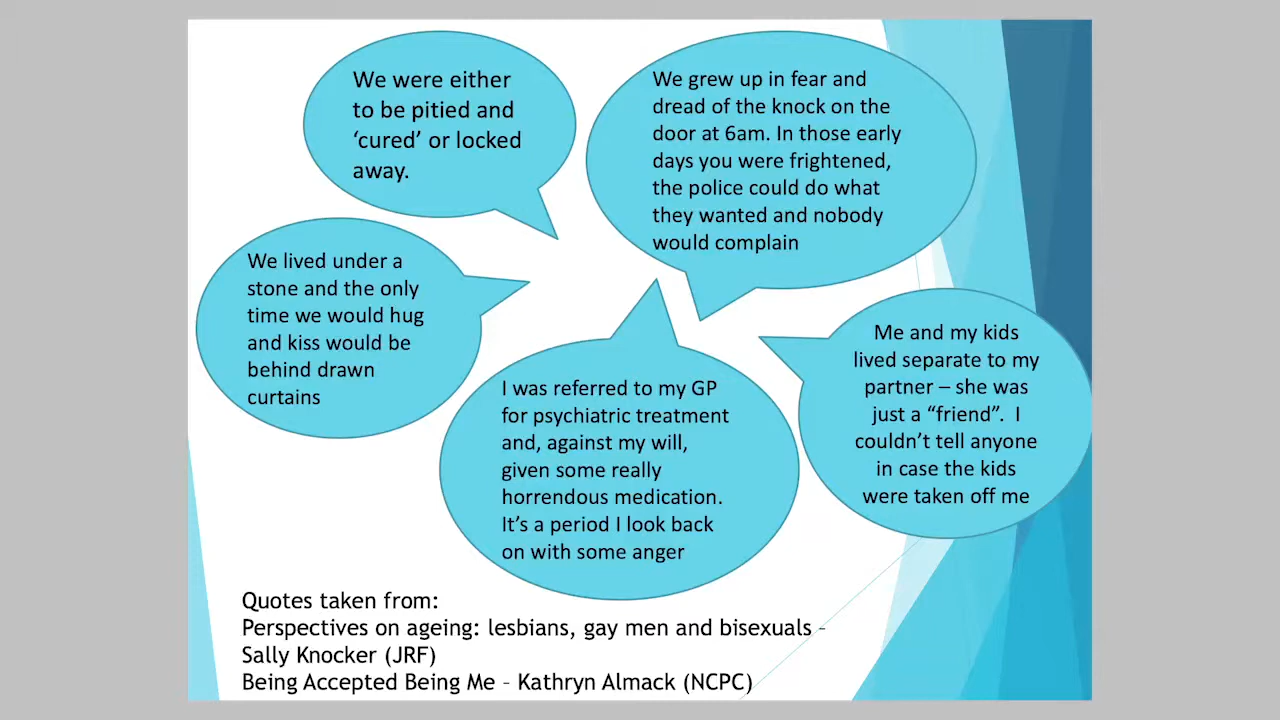 We were either
to be pitied and
‘cured’ or locked
away.
We grew up in fear and
dread of the knock on the
door at 6am. In those early
days you were frightened,
the police could do what
they wanted and nobody
would complain
We lived under a
stone and the only
time we would hug
and kiss would be
behind drawn
curtains
I was referred to my GP
for psychiatric treatment
and, against my will,
given some really
horrendous medication.
It’s a period I look back
on with some anger
Me and my kids
lived separate to my
partner – she was
just a “friend”.  I
couldn’t tell anyone
in case the kids
were taken off me
Quotes taken from:
Perspectives on ageing: lesbians, gay men and bisexuals –
Sally Knocker (JRF)
Being Accepted Being Me – Kathryn Almack (NCPC)